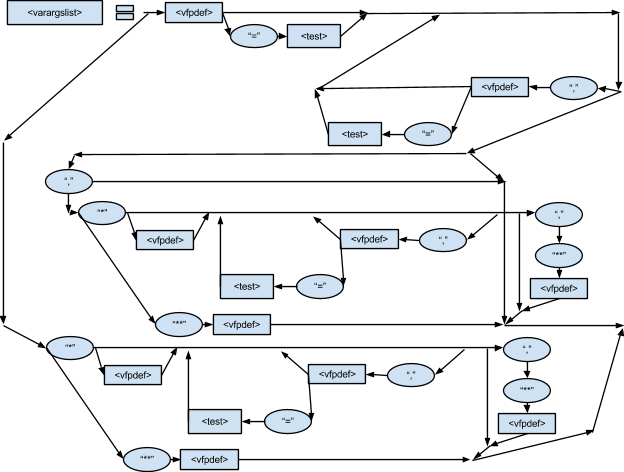 <varargslist>
<vfpdef>
“=”
<test>
<vfpdef>
“,”
<test>
“=”
“,”
“*”
<vfpdef>
<vfpdef>
“,”
“,”
“**”
<test>
“=”
<vfpdef>
“**”
<vfpdef>
“*”
<vfpdef>
<vfpdef>
“,”
“,”
“**”
<test>
“=”
<vfpdef>
“**”
<vfpdef>